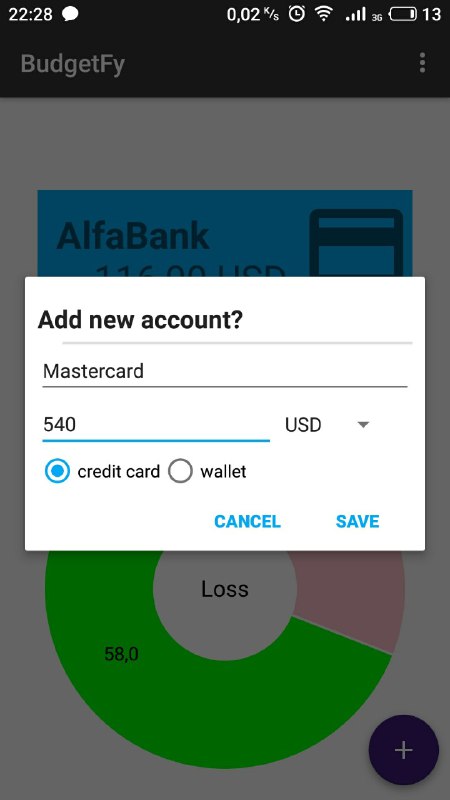 22:28 0,02 K/s 3G 13
BudgetFy
AlfaBank
116,00 USD
Add new account?
Mastercard
540 USD
credit card wallet
CANCEL SAVE
Loss
58,0